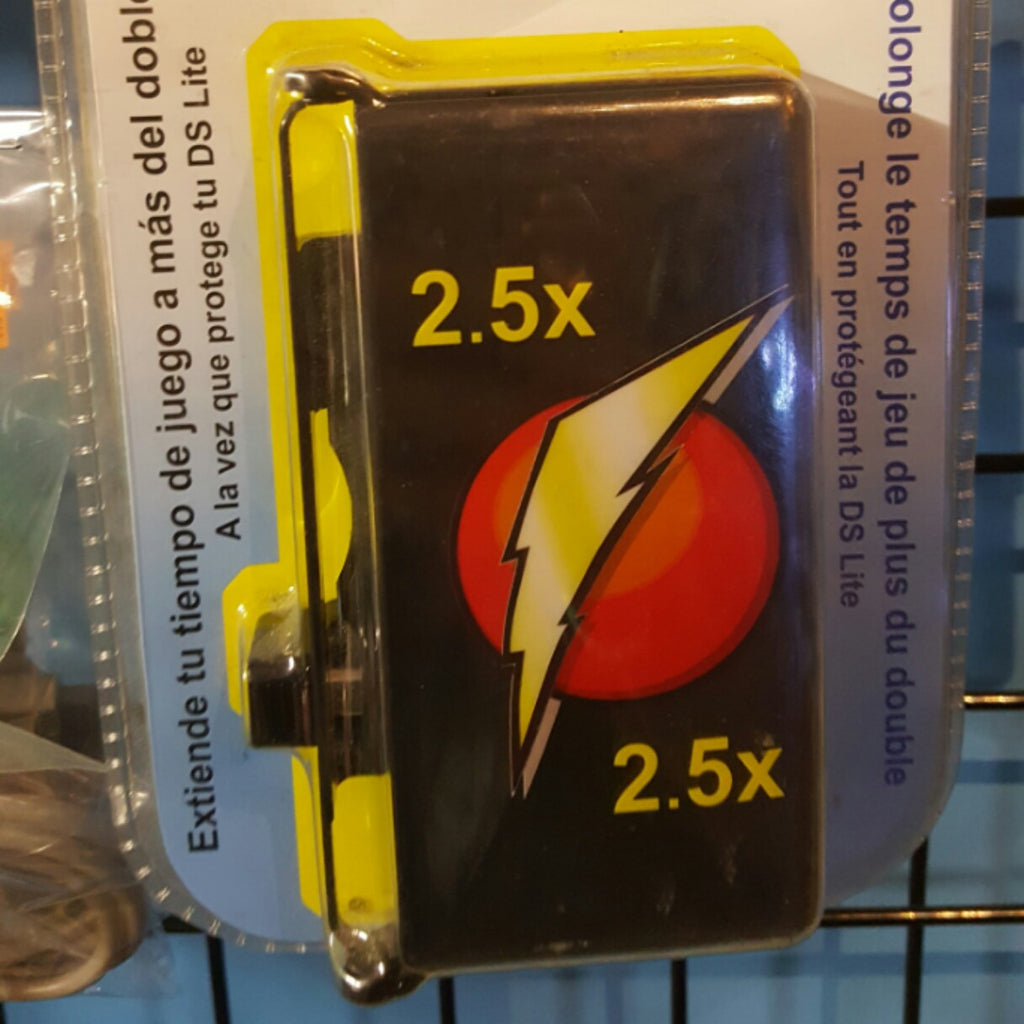 Extiende tu tiempo de juego a más del doble
A la vez que protege tu DS Lite
2.5x
2.5x
le temps de jeu de plus du double
Tout en protégeant la DS Lite